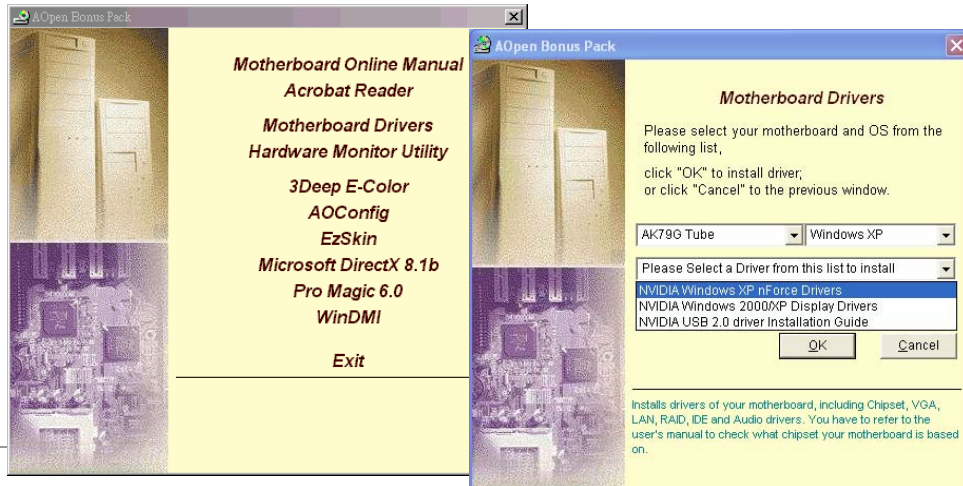 AOpen Bonus Pack
Motherboard Online Manual
Acrobat Reader
Motherboard Drivers
Hardware Monitor Utility
3Deep E-Color
AOConfig
EzSkin
Microsoft DirectX 8.1b
Pro Magic 6.0
WinDMI
Exit
AOpen Bonus Pack
Motherboard Drivers
Please select your motherboard and OS from the
following list,
click "OK" to install driver;
or click "Cancel" to the previous window.
AK79G Tube
Windows XP
Please Select a Driver from this list to install
NVIDIA Windows XP nForce Drivers
NVIDIA Windows 2000/XP Display Drivers
NVIDIA USB 2.0 driver Installation Guide
OK
Cancel
Installs drivers of your motherboard, including Chipset, VGA,
LAN, RAID, IDE and Audio drivers. You have to refer to the
user's manual to check what chipset your motherboard is based
on.